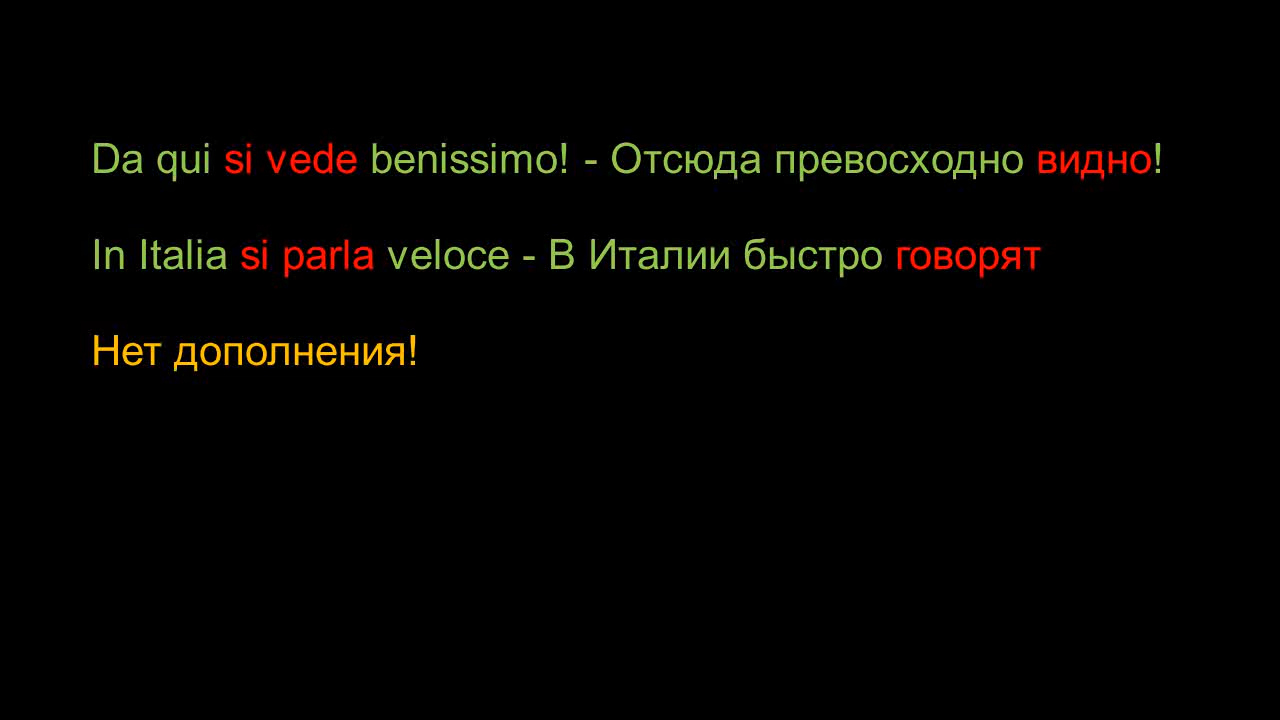 Da qui si vede benissimo! - Отсюда превосходно видно!
In Italia si parla veloce - В Италии быстро говорят
Нет дополнения!